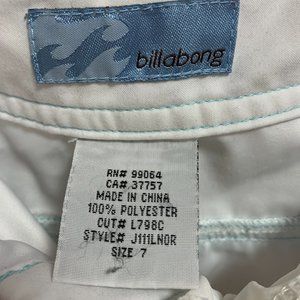 billabong
RN# 99064
CA# 37757
MADE IN CHINA
100% POLYESTER
CUT# L798C
STYLE# J111LNOR
SIZE 7